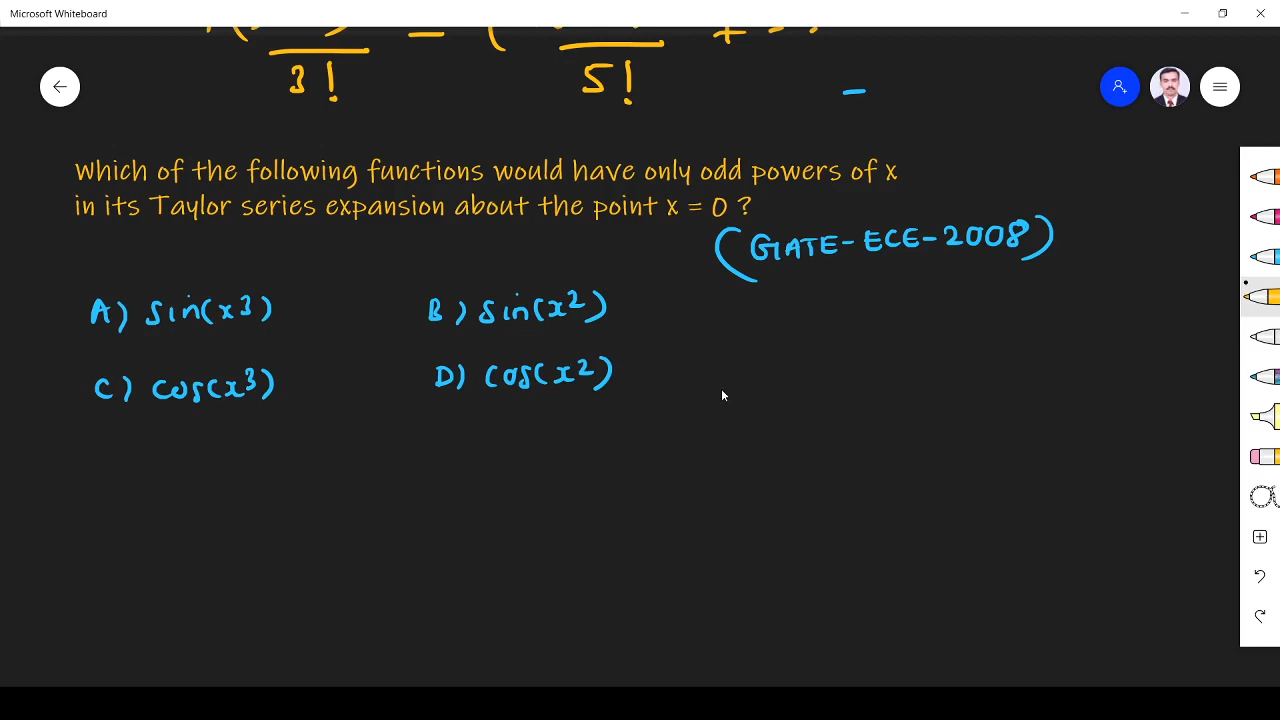 Microsoft Whiteboard
3! 5!
Which of the following functions would have only odd powers of x
in its Taylor series expansion about the point x = 0 ?
(GATE-ECE-2008)
A) sin(x3) B) sin(x2)
C) cos(x3) D) cos(x2)